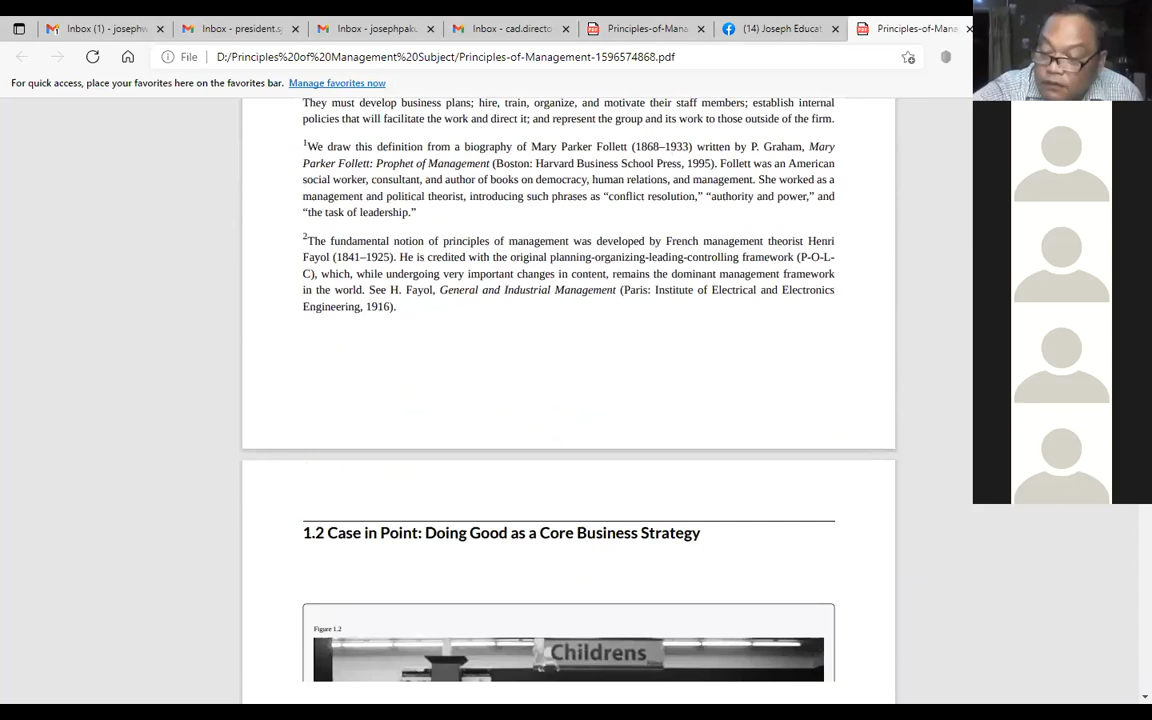 Inbox (1) - josephw
Inbox - president.sj
Inbox - josephpaku
Inbox - cad.directo
Principles-of-Mana
(14) Joseph Educat
Principles-of-Mana
File
D:/Principles%20of%20Management%20Subject/Principles-of-Management-1596574868.pdf
For quick access, place your favorites here on the favorites bar. Manage favorites now
They must develop business plans; hire, train, organize, and motivate their staff members; establish internal
policies that will facilitate the work and direct it; and represent the group and its work to those outside of the firm.
1We draw this definition from a biography of Mary Parker Follett (1868–1933) written by P. Graham, Mary
Parker Follett: Prophet of Management (Boston: Harvard Business School Press, 1995). Follett was an American
social worker, consultant, and author of books on democracy, human relations, and management. She worked as a
management and political theorist, introducing such phrases as “conflict resolution,” “authority and power,” and
“the task of leadership.”
2The fundamental notion of principles of management was developed by French management theorist Henri
Fayol (1841–1925). He is credited with the original planning-organizing-leading-controlling framework (P-O-L-
C), which, while undergoing very important changes in content, remains the dominant management framework
in the world. See H. Fayol, General and Industrial Management (Paris: Institute of Electrical and Electronics
Engineering, 1916).
1.2 Case in Point: Doing Good as a Core Business Strategy
Figure 1.2
Childrens